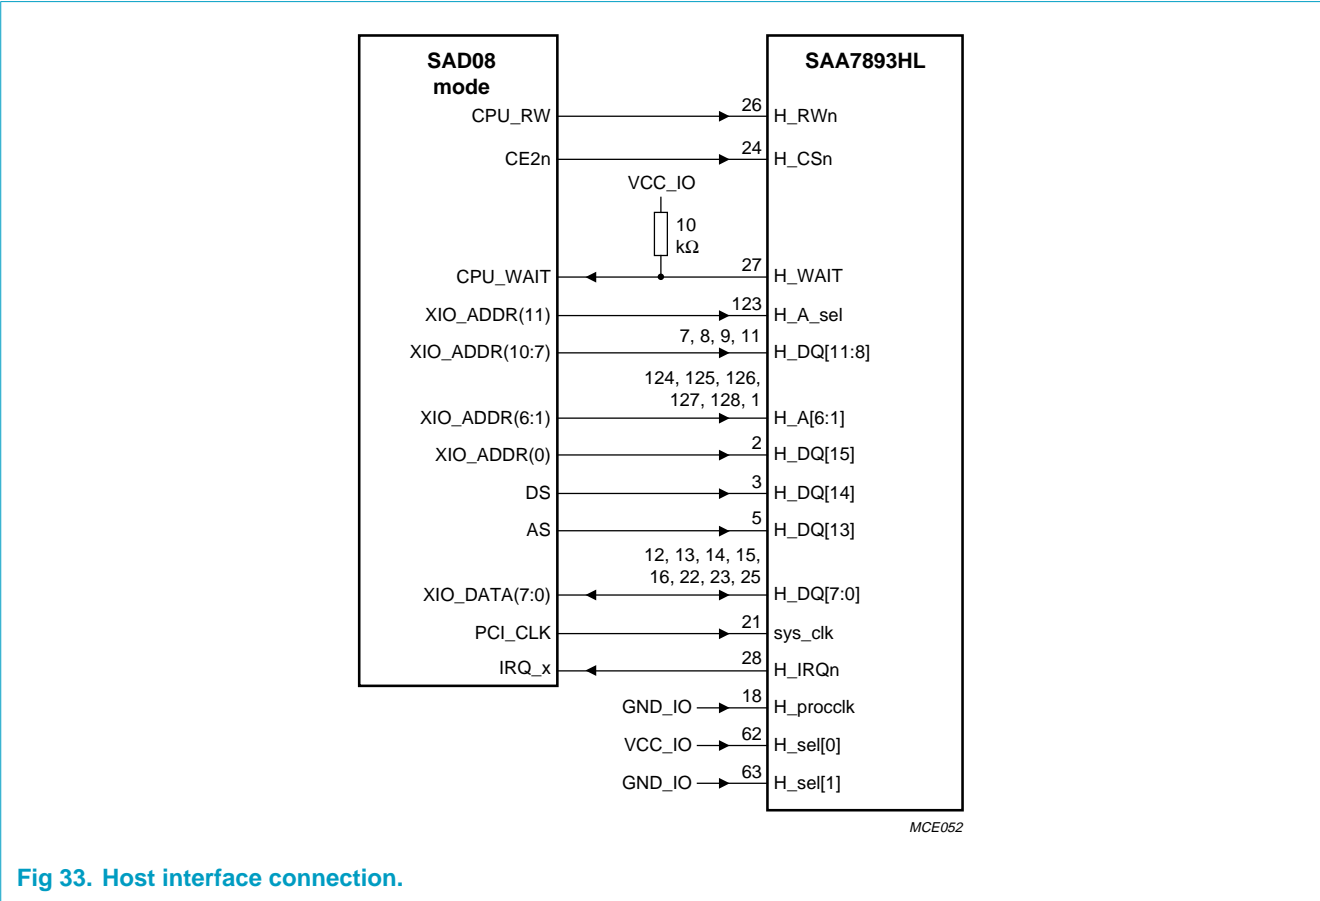 SAD08
mode
SAA7893HL
CPU_RW
26
H_RWn
CE2n
24
H_CSn
VCC_IO
10
kΩ
CPU_WAIT
27
H_WAIT
XIO_ADDR(11)
123
H_A_sel
XIO_ADDR(10:7)
7, 8, 9, 11
H_DQ[11:8]
124, 125, 126,
127, 128, 1
XIO_ADDR(6:1)
H_A[6:1]
XIO_ADDR(0)
2
H_DQ[15]
DS
3
H_DQ[14]
AS
5
H_DQ[13]
12, 13, 14, 15,
16, 22, 23, 25
XIO_DATA(7:0)
H_DQ[7:0]
PCI_CLK
21
sys_clk
IRQ_x
28
H_IRQn
GND_IO
18
H_procclk
VCC_IO
62
H_sel[0]
GND_IO
63
H_sel[1]
MCE052
Fig 33. Host interface connection.